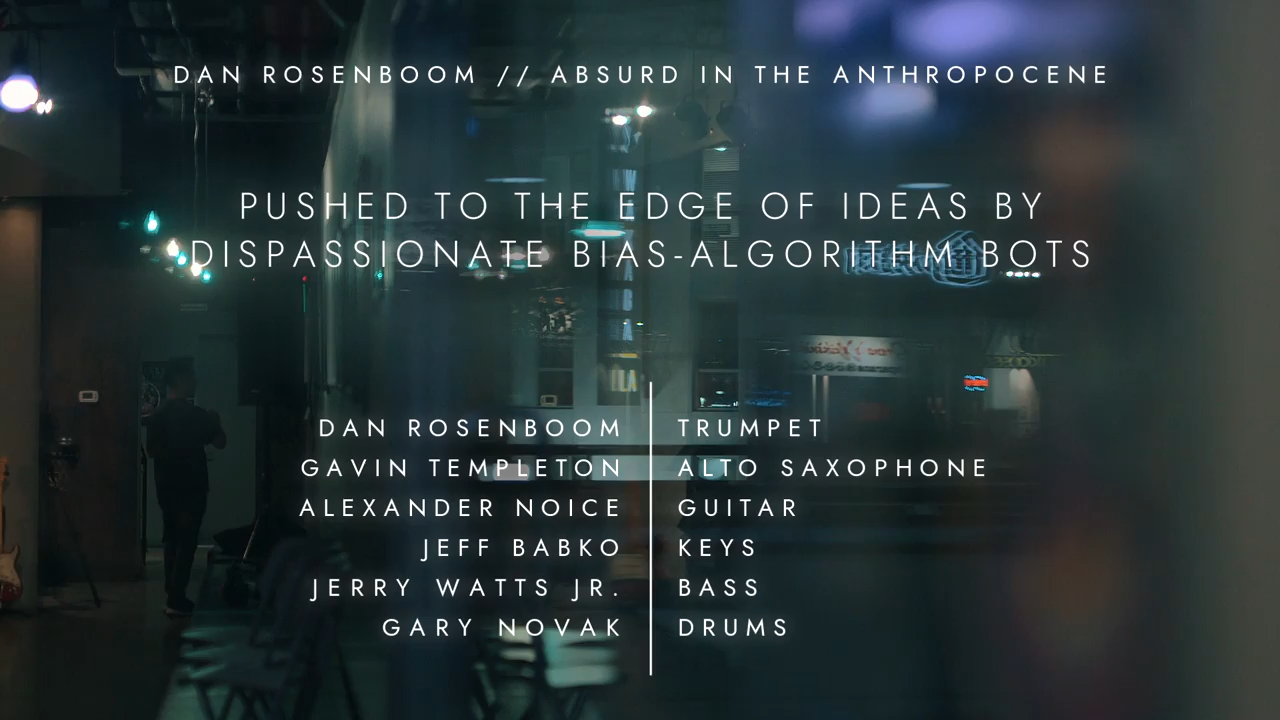 DAN ROSENBOOM // ABSURD IN THE ANTHROPOCENE
PUSHED TO THE EDGE OF IDEAS BY
DISPASSIONATE BIAS-ALGORITHM BOTS
DAN ROSENBOOM TRUMPET
GAVIN TEMPLETON ALTO SAXOPHONE
ALEXANDER NOICE GUITAR
JEFF BABKO KEYS
JERRY WATTS JR. BASS
GARY NOVAK DRUMS